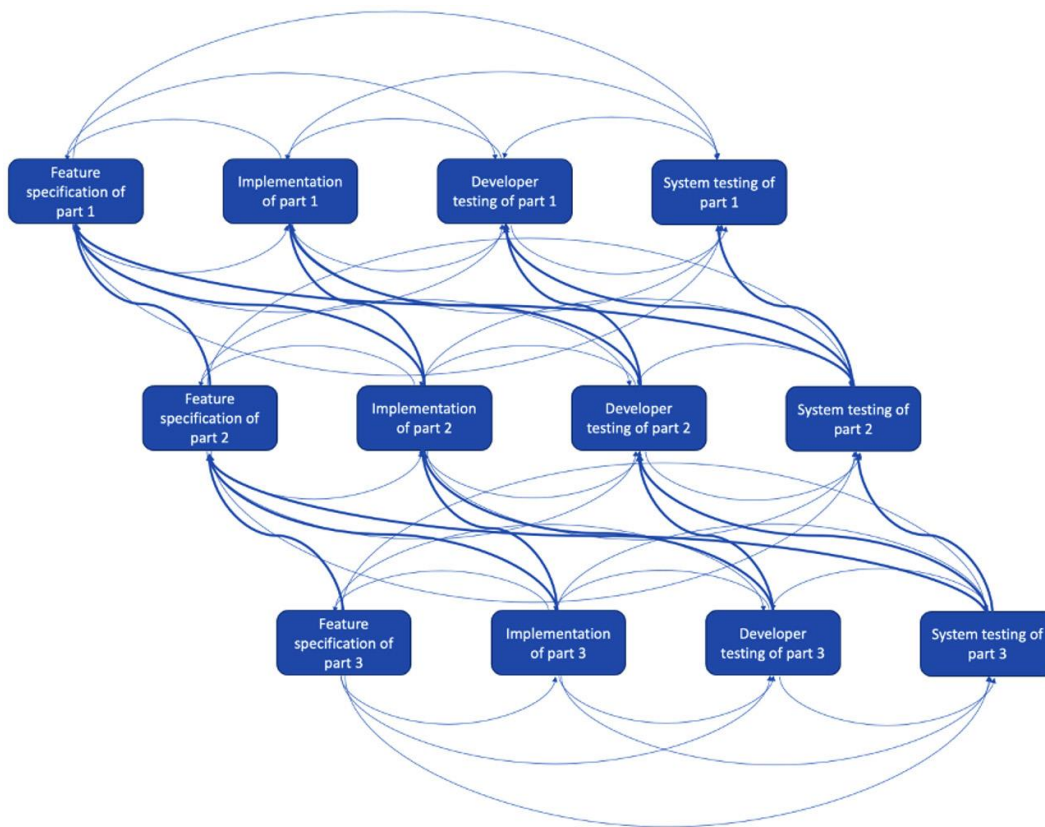 Feature
specification of
part 1
Implementation
of part 1
Developer
testing of part 1
System testing of
part 1
Feature
specification of
part 2
Implementation
of part 2
Developer
testing of part 2
System testing of
part 2
Feature
specification of
part 3
Implementation
of part 3
Developer
testing of part 3
System testing of
part 3